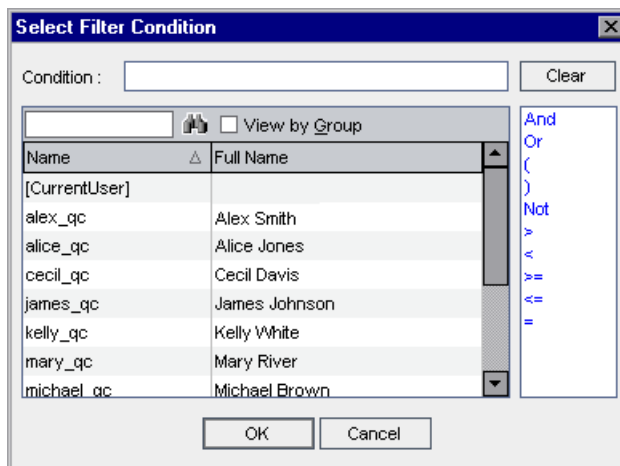 Select Filter Condition
Condition :
Clear
View by Group
Name Full Name
[CurrentUser]
alex_qc Alex Smith
alice_qc Alice Jones
cecil_qc Cecil Davis
james_qc James Johnson
kelly_qc Kelly White
mary_qc Mary River
michael_qc Michael Brown
And
Or
(
)
Not
>
<
>=
<=
=
OK Cancel